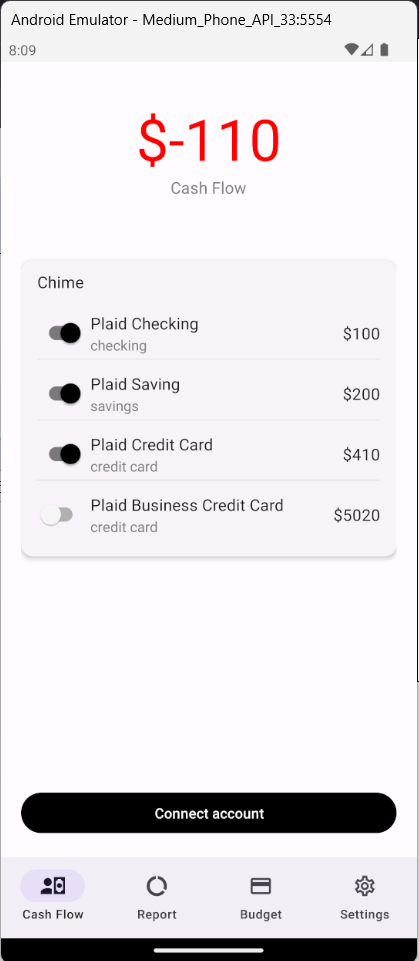 Android Emulator - Medium_Phone_API_33:5554
8:09
$-110
Cash Flow
Chime
Plaid Checking
checking
$100
Plaid Saving
savings
$200
Plaid Credit Card
credit card
$410
Plaid Business Credit Card
credit card
$5020
Connect account
Cash Flow
Report
Budget
Settings